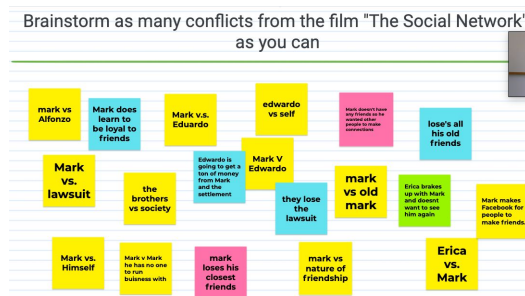 Brainstorm as many conflicts from the film "The Social Network"
as you can
mark vs
Alfonzo
Mark does
learn to
be loyal to
friends
Mark v.s.
Eduardo
edwardo
vs self
Mark doesn't have
any friends so he
wanted other
people to make
connections
lose's all
his old
friends
Mark
vs.
lawsuit
the
brothers
vs society
Edwardo is
going to get a
ton of money
from Mark
and the
settlement
Mark V
Edwardo
they lose
the
lawsuit
mark
vs old
mark
Erica brakes
up with Mark
and doesnt
want to see
him again
Mark makes
Facebook for
people to
make friends.
Mark vs.
Himself
Mark v Mark
he has no one
to run
buisness with
mark
loses his
closest
friends
mark vs
nature of
friendship
Erica
vs.
Mark